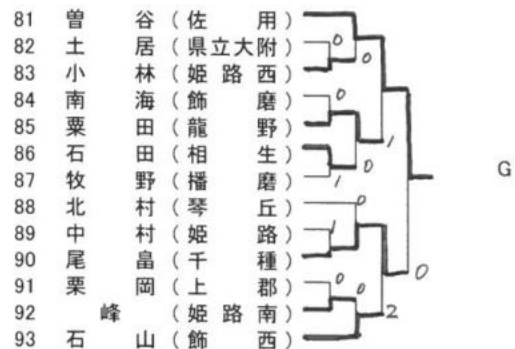 81 曽谷(佐用)
82 土居(県立大附) 0
83 小林(姫路西) 0
84 南海(飾磨) 0
85 粟田(龍野) 1
86 石田(相生) 0
87 牧野(播磨) 1
G
88 北村(琴丘) 0
89 中村(姫路) 1
90 尾畠(千種) 0
91 栗岡(上郡) 0 0
92 峰(姫路南) 2
93 石山(飾西)